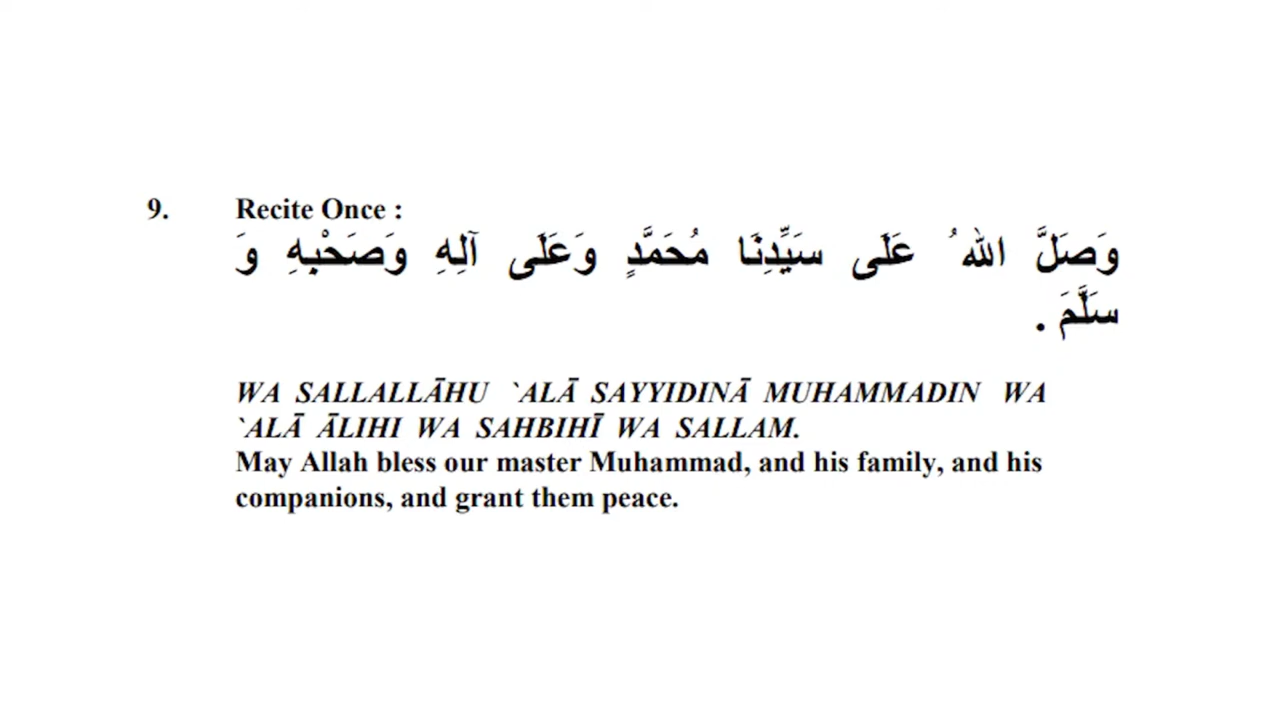 9. Recite Once :
وَصَلَّ اللهُ عَلَى سَيِّدِنَا مُحَمَّدٍ وَعَلَى آلِهِ وَصَحْبِهِ وَ
سَلَّمَ .
WA SALLALLĀHU `ALĀ SAYYIDINĀ MUHAMMADIN WA
`ALĀ ĀLIHI WA SAHBIHĪ WA SALLAM.
May Allah bless our master Muhammad, and his family, and his
companions, and grant them peace.